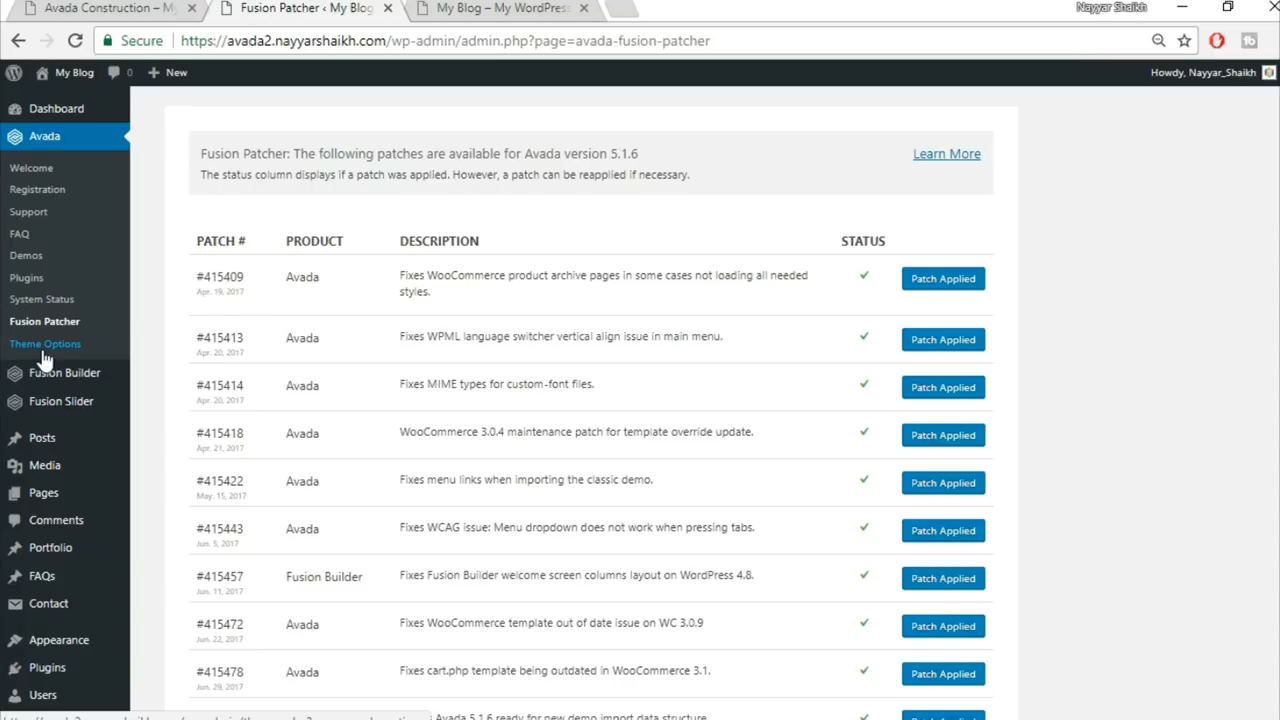 Avada Construction – My
Fusion Patcher ‹ My Blog
My Blog – My WordPress
Nayyar Shaikh
Secure
https://avada2.nayyarshaikh.com/wp-admin/admin.php?page=avada-fusion-patcher
My Blog
0
New
Howdy, Nayyar_Shaikh
Dashboard
Avada
Welcome
Registration
Support
FAQ
Demos
Plugins
System Status
Fusion Patcher
Theme Options
Fusion Builder
Fusion Slider
Posts
Media
Pages
Comments
Portfolio
FAQs
Contact
Appearance
Plugins
Users
Fusion Patcher: The following patches are available for Avada version 5.1.6
Learn More
The status column displays if a patch was applied. However, a patch can be reapplied if necessary.
PATCH # PRODUCT DESCRIPTION STATUS
#415409 Avada Fixes WooCommerce product archive pages in some cases not loading all needed Patch Applied
Apr. 19, 2017 styles.
#415413 Avada Fixes WPML language switcher vertical align issue in main menu. Patch Applied
Apr. 20, 2017
#415414 Avada Fixes MIME types for custom-font files. Patch Applied
Apr. 20, 2017
#415418 Avada WooCommerce 3.0.4 maintenance patch for template override update. Patch Applied
Apr. 21, 2017
#415422 Avada Fixes menu links when importing the classic demo. Patch Applied
May. 15, 2017
#415443 Avada Fixes WCAG issue: Menu dropdown does not work when pressing tabs. Patch Applied
Jun. 5, 2017
#415457 Fusion Builder Fixes Fusion Builder welcome screen columns layout on WordPress 4.8. Patch Applied
Jun. 11, 2017
#415472 Avada Fixes WooCommerce template out of date issue on WC 3.0.9 Patch Applied
Jun. 22, 2017
#415478 Avada Fixes cart.php template being outdated in WooCommerce 3.1. Patch Applied
Jun. 29, 2017
Avada 5.1.6 ready for new demo import data structure Patch Applied